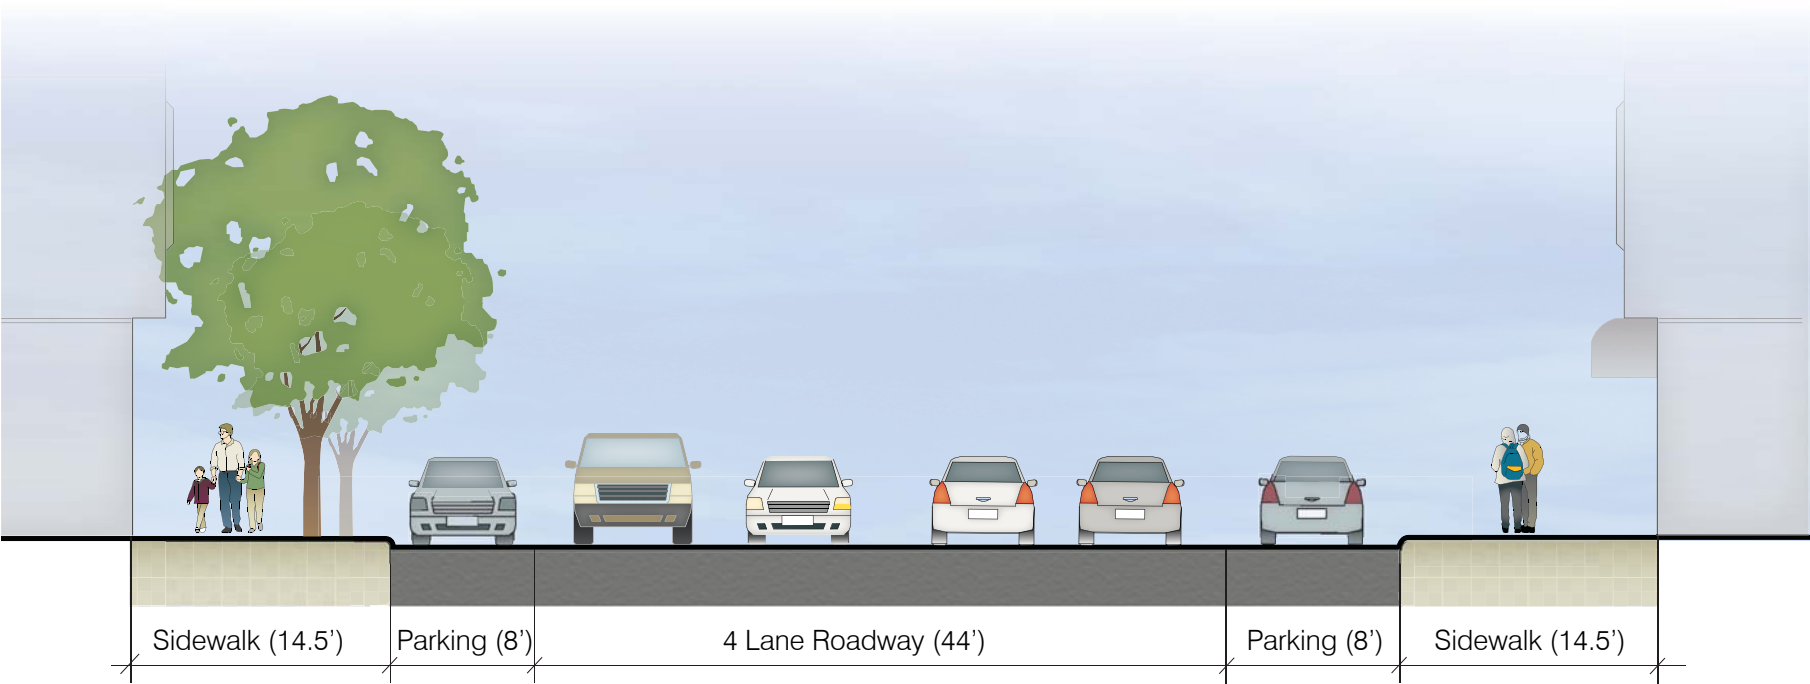 Sidewalk (14.5’)
Parking (8’)
4 Lane Roadway (44’)
Parking (8’)
Sidewalk (14.5’)